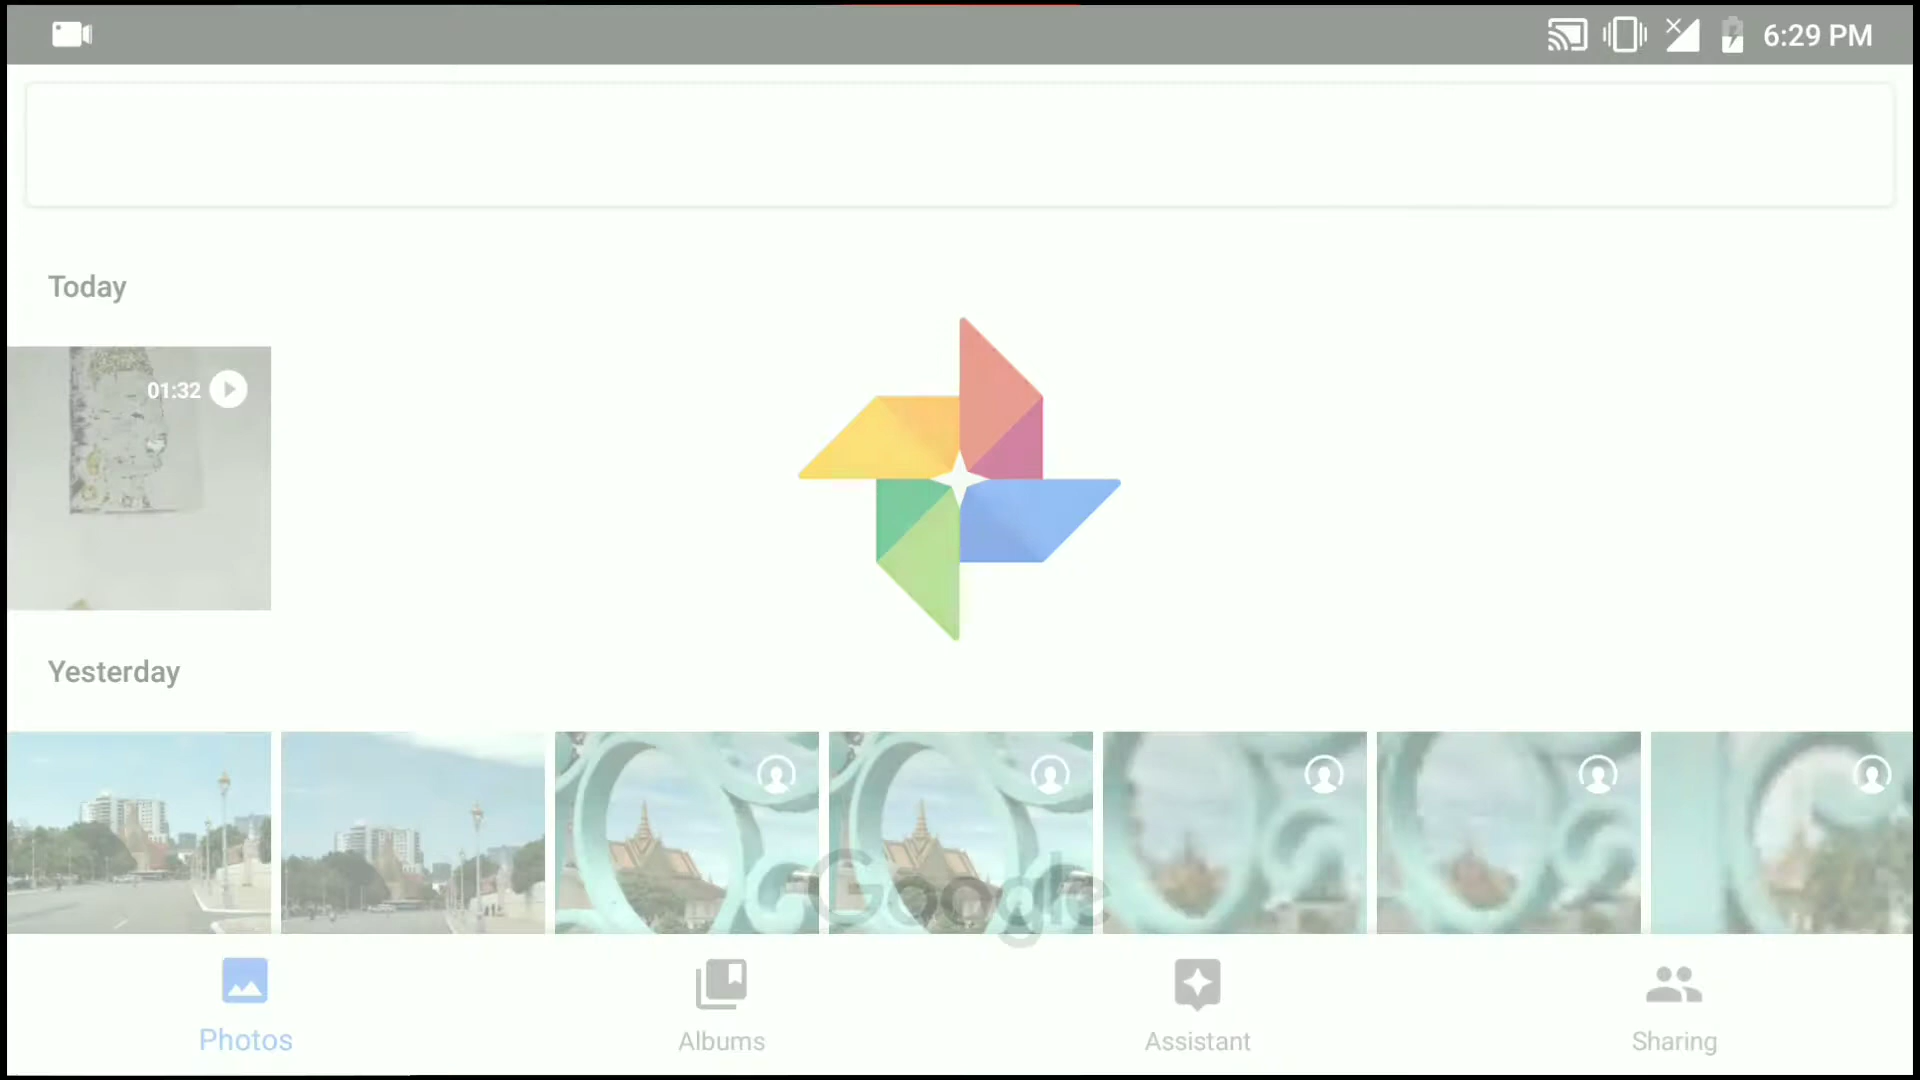 6:29 PM
Today
01:32
Yesterday
Google
Photos
Albums
Assistant
Sharing